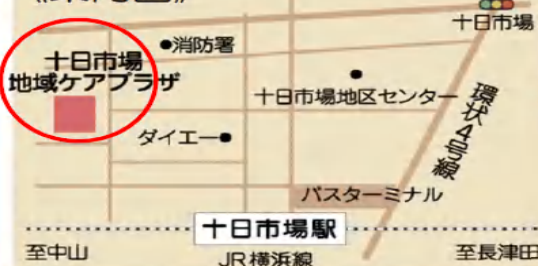 十日市場
消防署
十日市場
地域ケアプラザ
十日市場地区センター
環状4号線
ダイエー
バスターミナル
十日市場駅
至中山
JR横浜線
至長津田